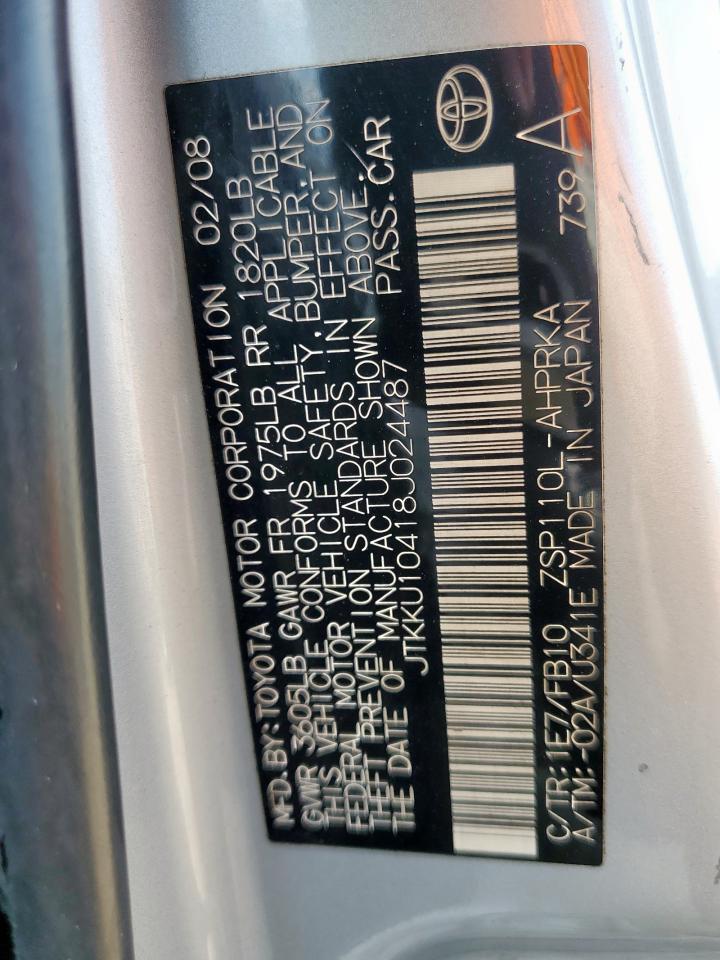 MFD. BY: TOYOTA MOTOR CORPORATION 02/08
GVWR 3605LB GAWR FR 1975LB RR 1820LB
THIS VEHICLE CONFORMS TO ALL APPLICABLE
FEDERAL MOTOR VEHICLE SAFETY, BUMPER, AND
THEFT PREVENTION STANDARDS IN EFFECT ON
THE DATE OF MANUFACTURE SHOWN ABOVE.
JTKKU10418J024487 PASS. CAR
C/TR: 1E7/FB10 ZSP110L-AHPRKA 739
A/TM: -02A/U341E MADE IN JAPAN A